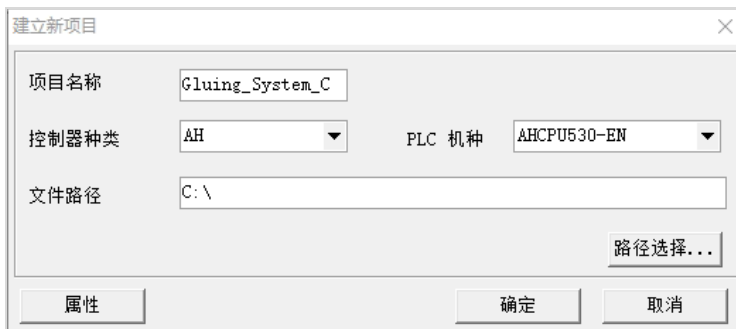 建立新项目
项目名称 Gluing_System_C
控制器种类 AH PLC 机种 AHCPU530-EN
文件路径 C:\
路径选择...
属性 确定 取消